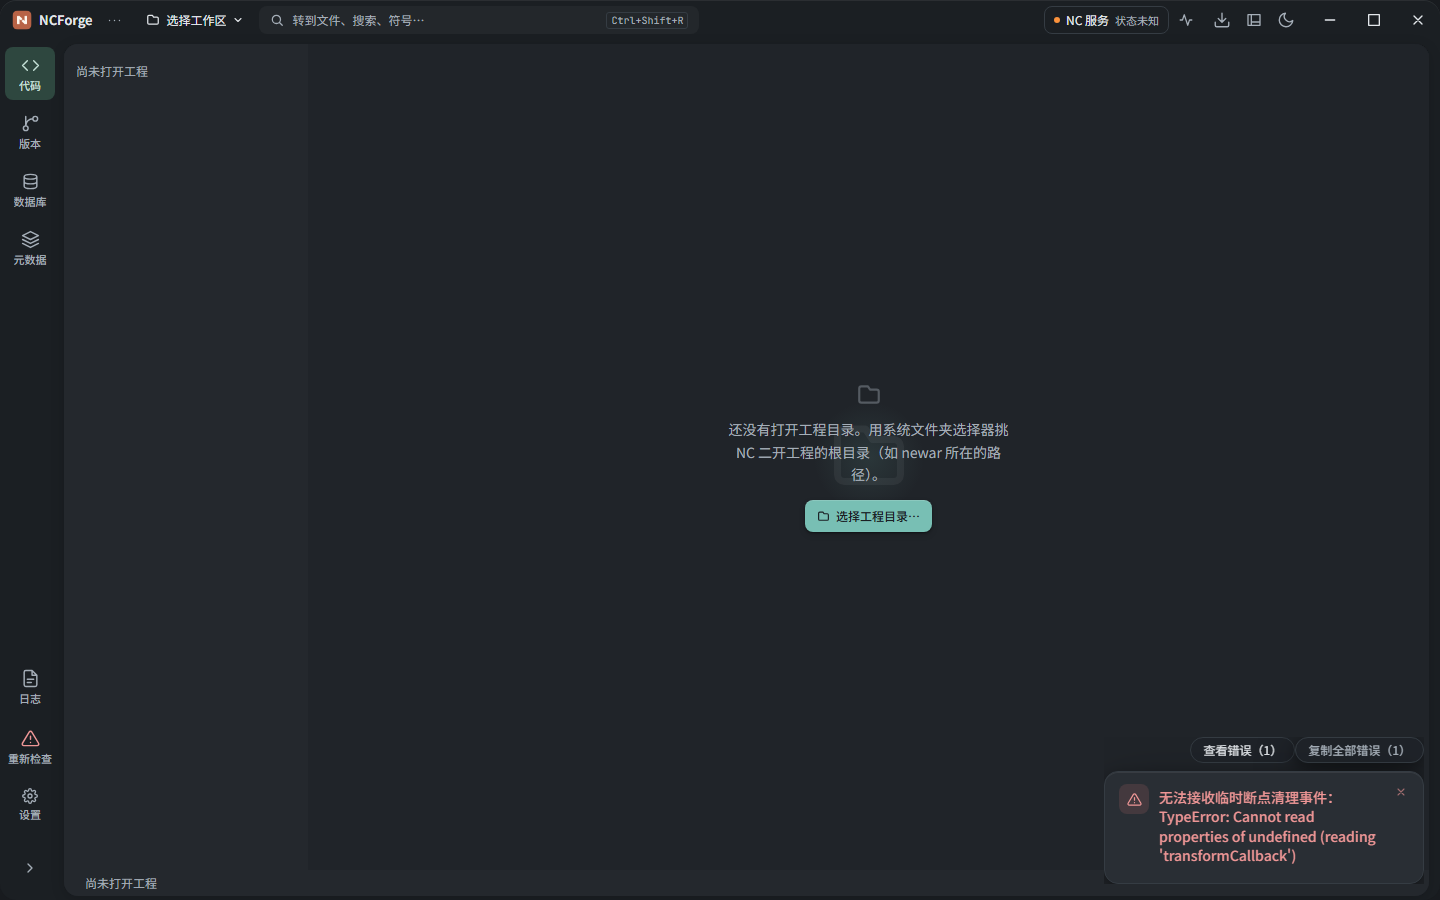 NCForge
···
选择工作区
转到文件、搜索、符号···
Ctrl+Shift+R
NC 服务 状态未知
代码
版本
数据库
元数据
日志
重新检查
设置
尚未打开工程
还没有打开工程目录。用系统文件夹选择器挑
NC 二开工程的根目录（如 newar 所在的路
径）。
选择工程目录···
查看错误（1）
复制全部错误（1）
无法接收临时断点清理事件：
TypeError: Cannot read
properties of undefined (reading
'transformCallback')
尚未打开工程